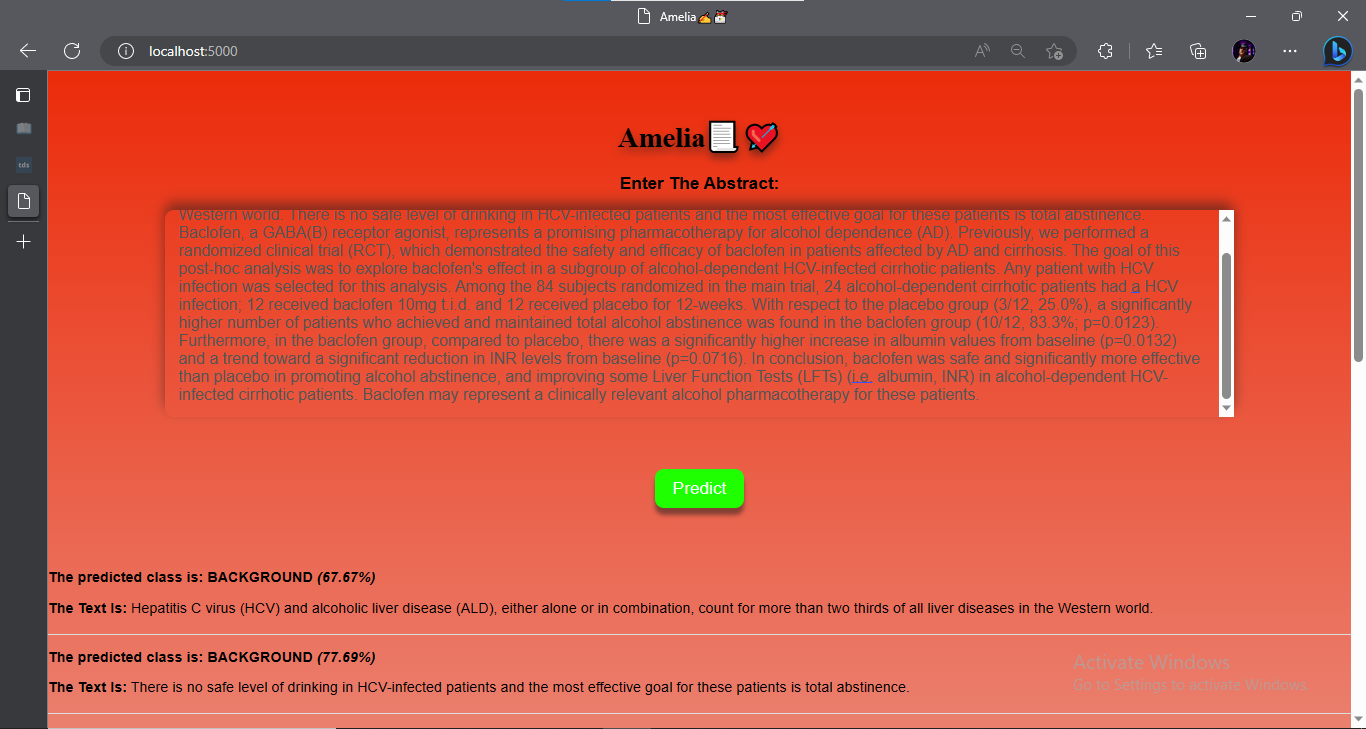 Amelia✍️💌
localhost:5000
tds
Amelia📃💘
Enter The Abstract:
Western world. There is no safe level of drinking in HCV-infected patients and the most effective goal for these patients is total abstinence.
Baclofen, a GABA(B) receptor agonist, represents a promising pharmacotherapy for alcohol dependence (AD). Previously, we performed a
randomized clinical trial (RCT), which demonstrated the safety and efficacy of baclofen in patients affected by AD and cirrhosis. The goal of this
post-hoc analysis was to explore baclofen's effect in a subgroup of alcohol-dependent HCV-infected cirrhotic patients. Any patient with HCV
infection was selected for this analysis. Among the 84 subjects randomized in the main trial, 24 alcohol-dependent cirrhotic patients had a HCV
infection; 12 received baclofen 10mg t.i.d. and 12 received placebo for 12-weeks. With respect to the placebo group (3/12, 25.0%), a significantly
higher number of patients who achieved and maintained total alcohol abstinence was found in the baclofen group (10/12, 83.3%; p=0.0123).
Furthermore, in the baclofen group, compared to placebo, there was a significantly higher increase in albumin values from baseline (p=0.0132)
and a trend toward a significant reduction in INR levels from baseline (p=0.0716). In conclusion, baclofen was safe and significantly more effective
than placebo in promoting alcohol abstinence, and improving some Liver Function Tests (LFTs) (i.e. albumin, INR) in alcohol-dependent HCV-
infected cirrhotic patients. Baclofen may represent a clinically relevant alcohol pharmacotherapy for these patients.
Predict
The predicted class is: BACKGROUND (67.67%)
The Text Is: Hepatitis C virus (HCV) and alcoholic liver disease (ALD), either alone or in combination, count for more than two thirds of all liver diseases in the Western world.
The predicted class is: BACKGROUND (77.69%)
The Text Is: There is no safe level of drinking in HCV-infected patients and the most effective goal for these patients is total abstinence.
Activate Windows
Go to Settings to activate Windows.